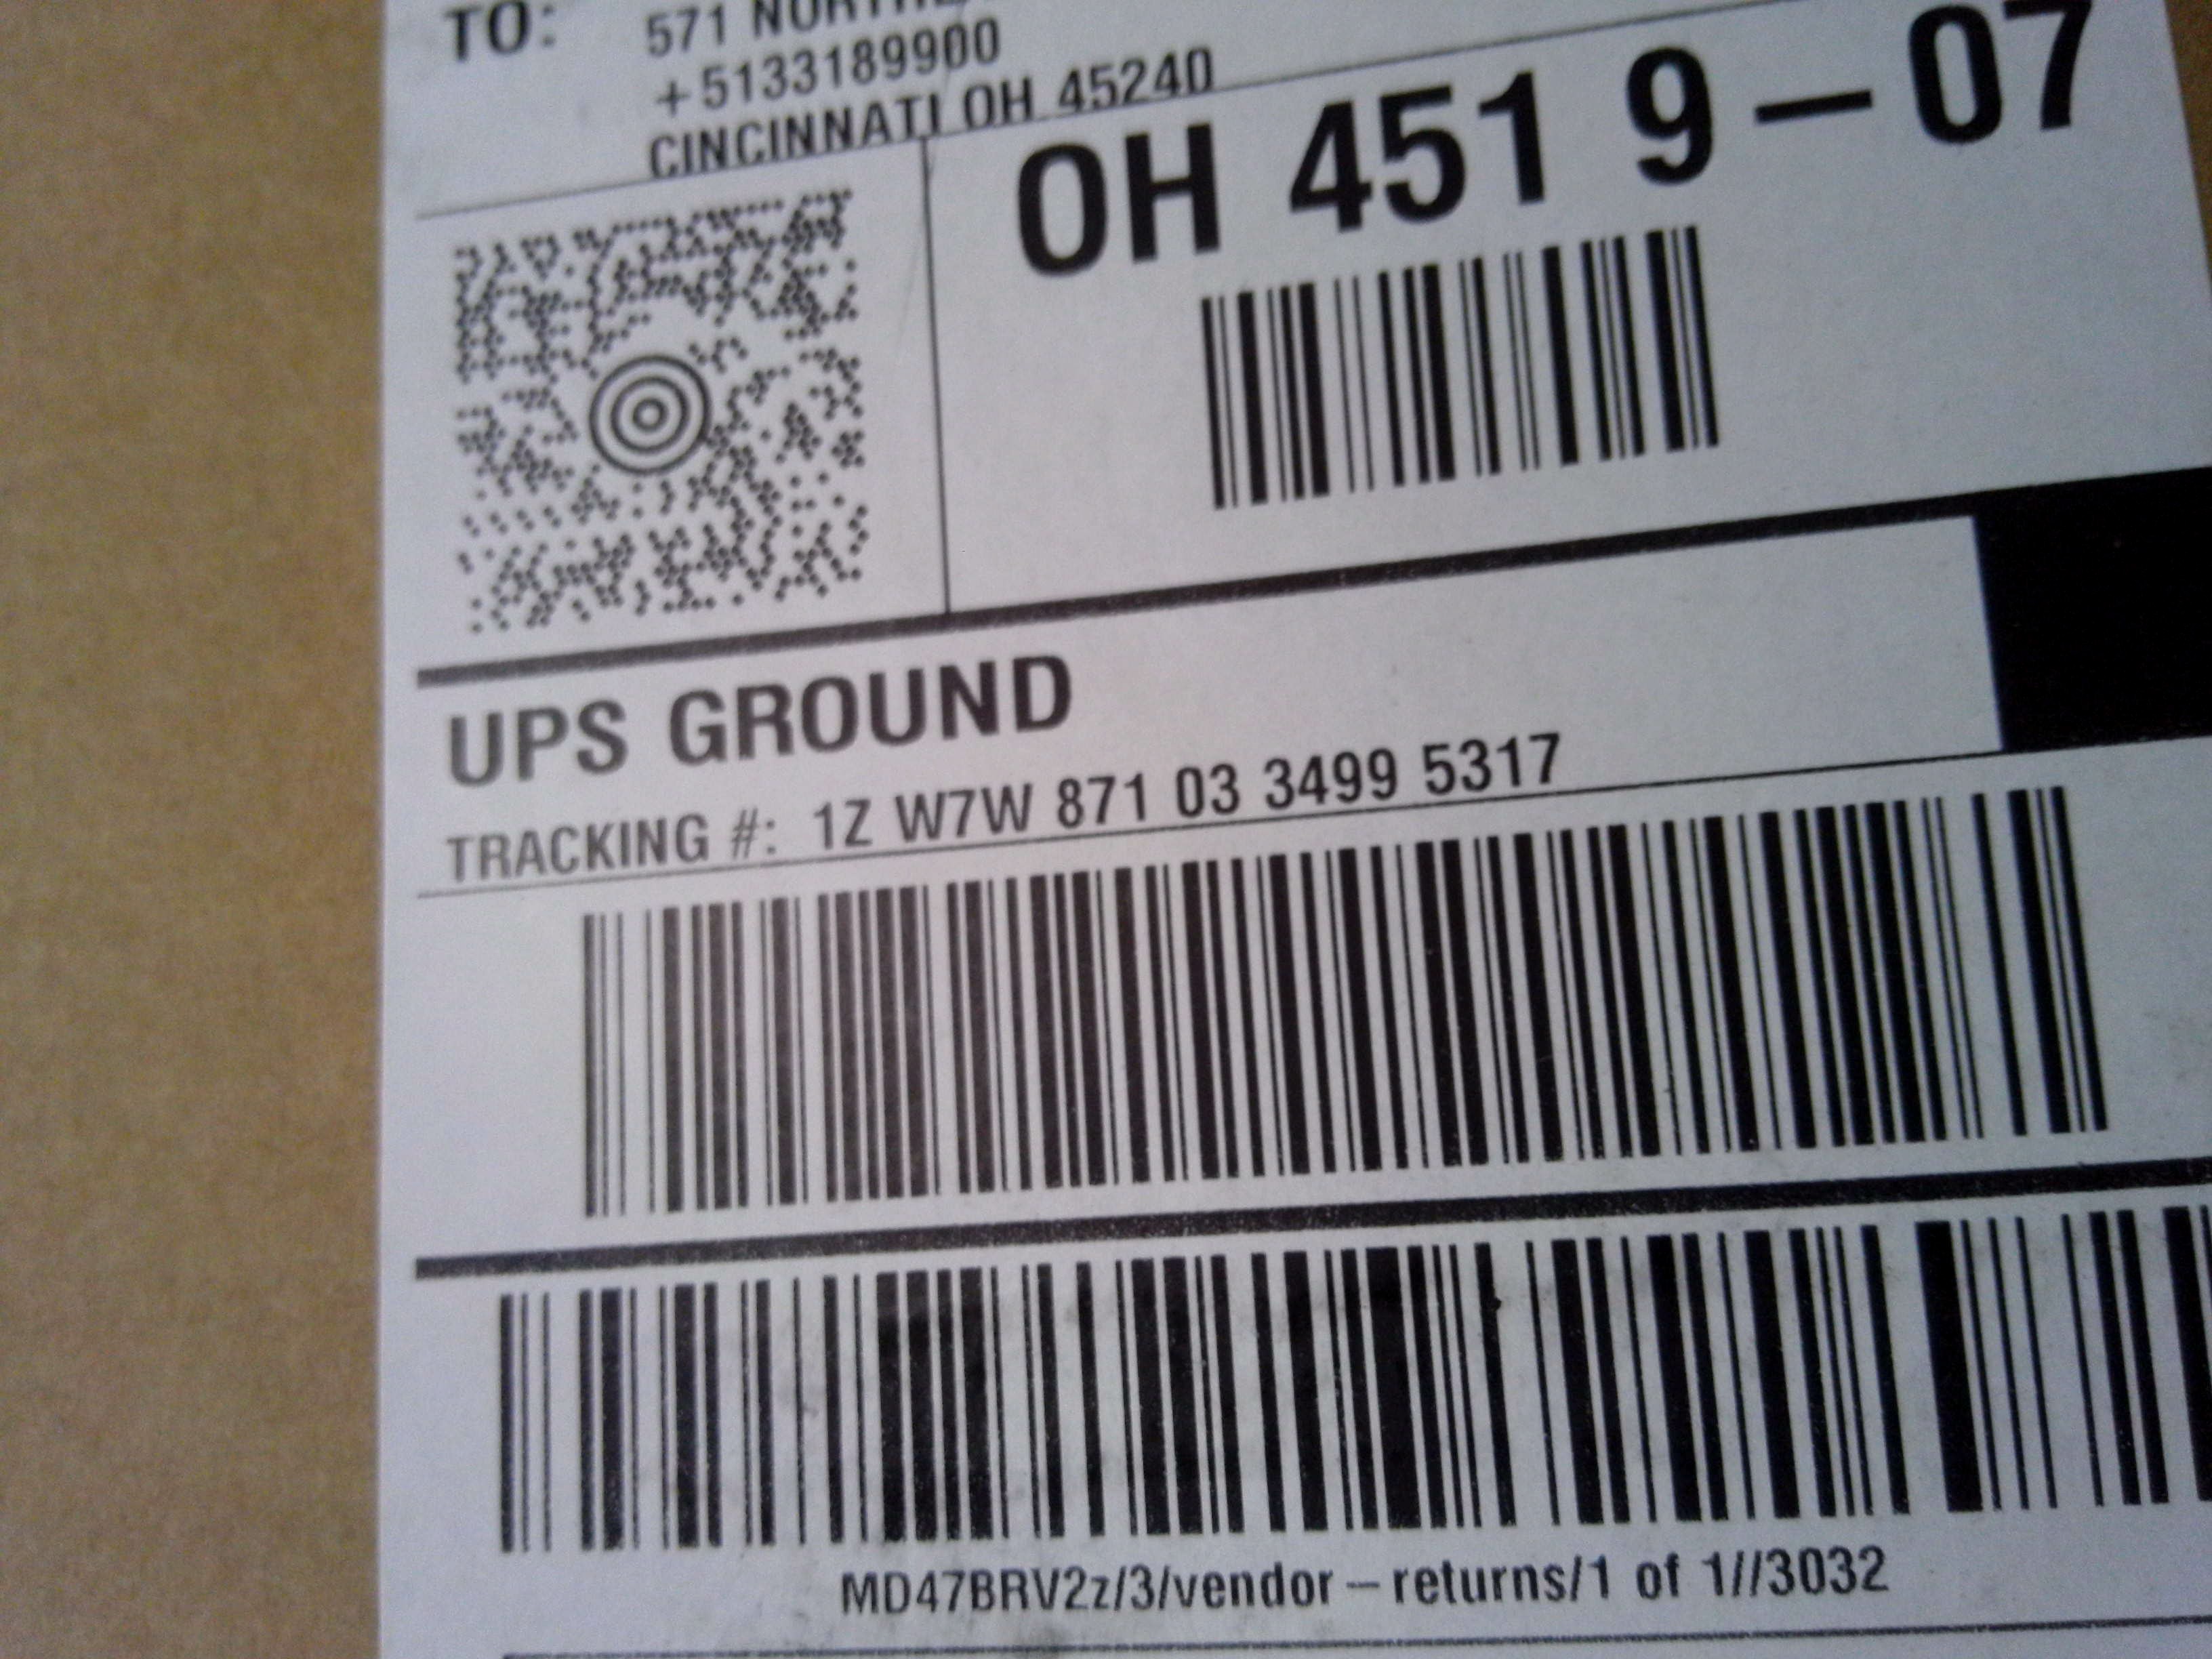 TO:
571
+5133189900
CINCINNATI OH 45240
OH 451 9-07
UPS GROUND
TRACKING #: 1Z W7W 871 03 3499 5317
MD47BRV2z/3/vendor-returns/1 of 1//3032